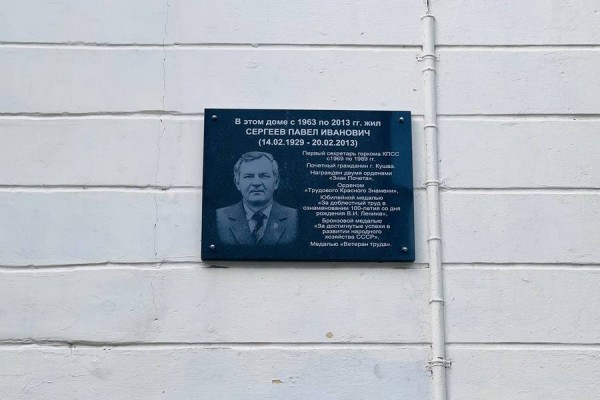 В этом доме с 1963 по 2013 гг. жил
СЕРГЕЕВ ПАВЕЛ ИВАНОВИЧ
(14.02.1929 - 20.02.2013)
Первый секретарь горкома КПСС
с1969 по 1989 гг.
Почетный гражданин г. Кушва.
Награжден двумя орденами
«Знак Почета»,
Орденом
«Трудового Красного Знамени»,
Юбилейной медалью
«За доблестный труд в
ознаменовании 100-летия со дня
рождения В.И. Ленина»,
Бронзовой медалью
«За достигнутые успехи в
развитии народного
хозяйства СССР»,
Медалью «Ветеран труда».